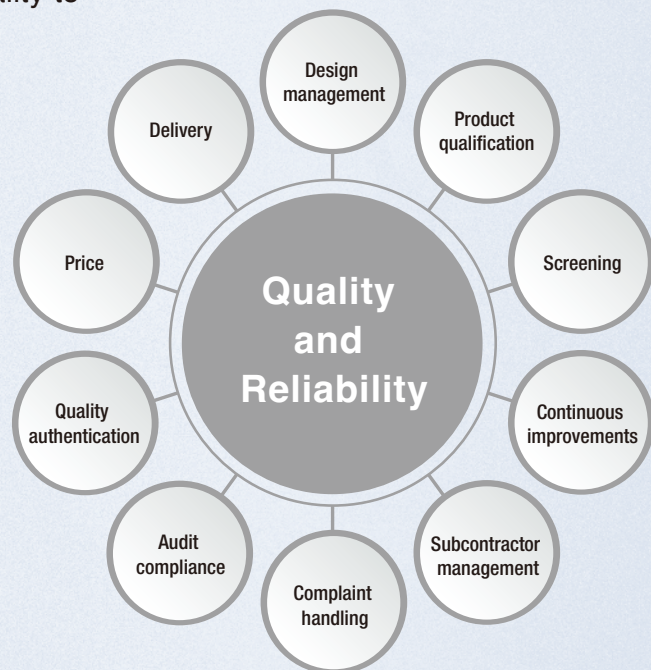 Design
management
Product
qualification
Screening
Continuous
improvements
Subcontractor
management
Complaint
handling
Audit
compliance
Quality
authentication
Price
Delivery
Quality
and
Reliability